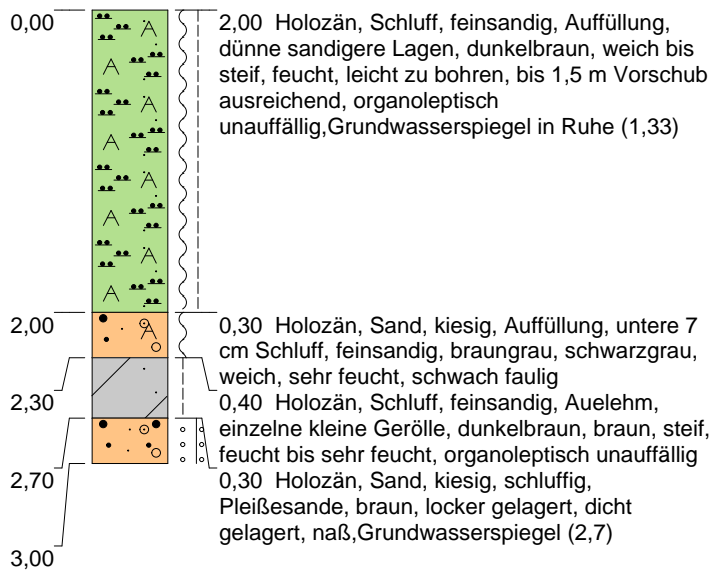 0,00
2,00 Holozän, Schluff, feinsandig, Auffüllung,
dünne sandigere Lagen, dunkelbraun, weich bis
steif, feucht, leicht zu bohren, bis 1,5 m Vorschub
ausreichend, organoleptisch
unauffällig,Grundwasserspiegel in Ruhe (1,33)
2,00
0,30 Holozän, Sand, kiesig, Auffüllung, untere 7
cm Schluff, feinsandig, braungrau, schwarzgrau,
weich, sehr feucht, schwach faulig
2,30
0,40 Holozän, Schluff, feinsandig, Auelehm,
einzelne kleine Gerölle, dunkelbraun, braun, steif,
feucht bis sehr feucht, organoleptisch unauffällig
2,70
0,30 Holozän, Sand, kiesig, schluffig,
Pleißesande, braun, locker gelagert, dicht
gelagert, naß,Grundwasserspiegel (2,7)
3,00